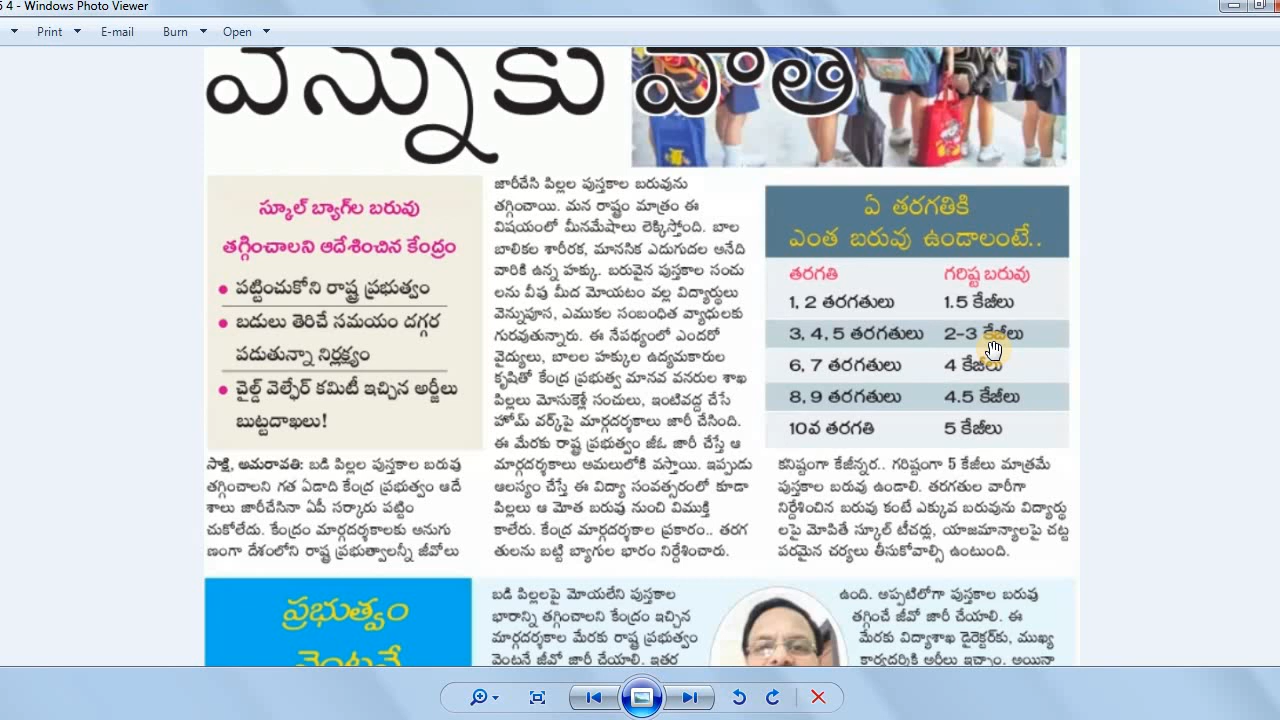 5 4 - Windows Photo Viewer
Print E-mail Burn Open
వెన్నుకు వాత
స్కూల్ బ్యాగ్‌ల బరువు
తగ్గించాలని ఆదేశించిన కేంద్రం
• పట్టించుకోని రాష్ట్ర ప్రభుత్వం
• బడులు తెరిచే సమయం దగ్గర
పడుతున్నా నిర్లక్ష్యం
• చైల్డ్ వెల్ఫేర్ కమిటీ ఇచ్చిన అర్జీలు
బుట్టదాఖలు!
సాక్షి, అమరావతి: బడి పిల్లల పుస్తకాల బరువు
తగ్గించాలని గత ఏడాది కేంద్ర ప్రభుత్వం ఆదే
శాలు జారీచేసినా ఏపీ సర్కారు పట్టిం
చుకోలేదు. కేంద్రం మార్గదర్శకాలకు అనుగు
ణంగా దేశంలోని రాష్ట్ర ప్రభుత్వాలన్నీ జీవోలు
జారీచేసి పిల్లల పుస్తకాల బరువును
తగ్గించాయి. మన రాష్ట్రం మాత్రం ఈ
విషయంలో మీనమేషాలు లెక్కిస్తోంది. బాల
బాలికల శారీరక, మానసిక ఎదుగుదల అనేది
వారికి ఉన్న హక్కు. బరువైన పుస్తకాల సంచు
లను వీపు మీద మోయటం వల్ల విద్యార్థులు
వెన్నుపూస, ఎముకల సంబంధిత వ్యాధులకు
గురవుతున్నారు. ఈ నేపథ్యంలో ఎందరో
వైద్యులు, బాలల హక్కుల ఉద్యమకారుల
కృషితో కేంద్ర ప్రభుత్వ మానవ వనరుల శాఖ
పిల్లలు మోసుకెళ్లే సంచులు, ఇంటివద్ద చేసే
హోమ్ వర్క్‌పై మార్గదర్శకాలు జారీ చేసింది.
ఈ మేరకు రాష్ట్ర ప్రభుత్వం జీఓ జారీ చేస్తే ఆ
మార్గదర్శకాలు అమలులోకి వస్తాయి. ఇప్పుడు
ఆలస్యం చేస్తే ఈ విద్యా సంవత్సరంలో కూడా
పిల్లలు ఆ మోత బరువు నుంచి విముక్తి
కాలేరు. కేంద్ర మార్గదర్శకాల ప్రకారం.. తరగ
తులను బట్టి బ్యాగుల భారం నిర్దేశించారు.
ఏ తరగతికి
ఎంత బరువు ఉండాలంటే..
తరగతి గరిష్ట బరువు
1, 2 తరగతులు 1.5 కేజీలు
3, 4, 5 తరగతులు 2-3 కేజీలు
6, 7 తరగతులు 4 కేజీలు
8, 9 తరగతులు 4.5 కేజీలు
10వ తరగతి 5 కేజీలు
కనిష్టంగా కేజీన్నర.. గరిష్టంగా 5 కేజీలు మాత్రమే
పుస్తకాల బరువు ఉండాలి. తరగతుల వారీగా
నిర్దేశించిన బరువు కంటే ఎక్కువ బరువును విద్యార్థు
లపై మోపితే స్కూల్ టీచర్లు, యాజమాన్యాలపై చట్ట
పరమైన చర్యలు తీసుకోవాల్సి ఉంటుంది.
ప్రభుత్వం
వెంటనే
బడి పిల్లలపై మోయలేని పుస్తకాల
భారాన్ని తగ్గించాలని కేంద్రం ఇచ్చిన
మార్గదర్శకాల మేరకు రాష్ట్ర ప్రభుత్వం
వెంటనే జీవో జారీ చేయాలి. ఇతర
ఉంది. అప్పటిలోగా పుస్తకాల బరువు
తగ్గించే జీవో జారీ చేయాలి. ఈ
మేరకు విద్యాశాఖ డైరెక్టర్‌కు, ముఖ్య
కార్యదర్శికి అర్జీలు ఇచ్చాం. అయినా